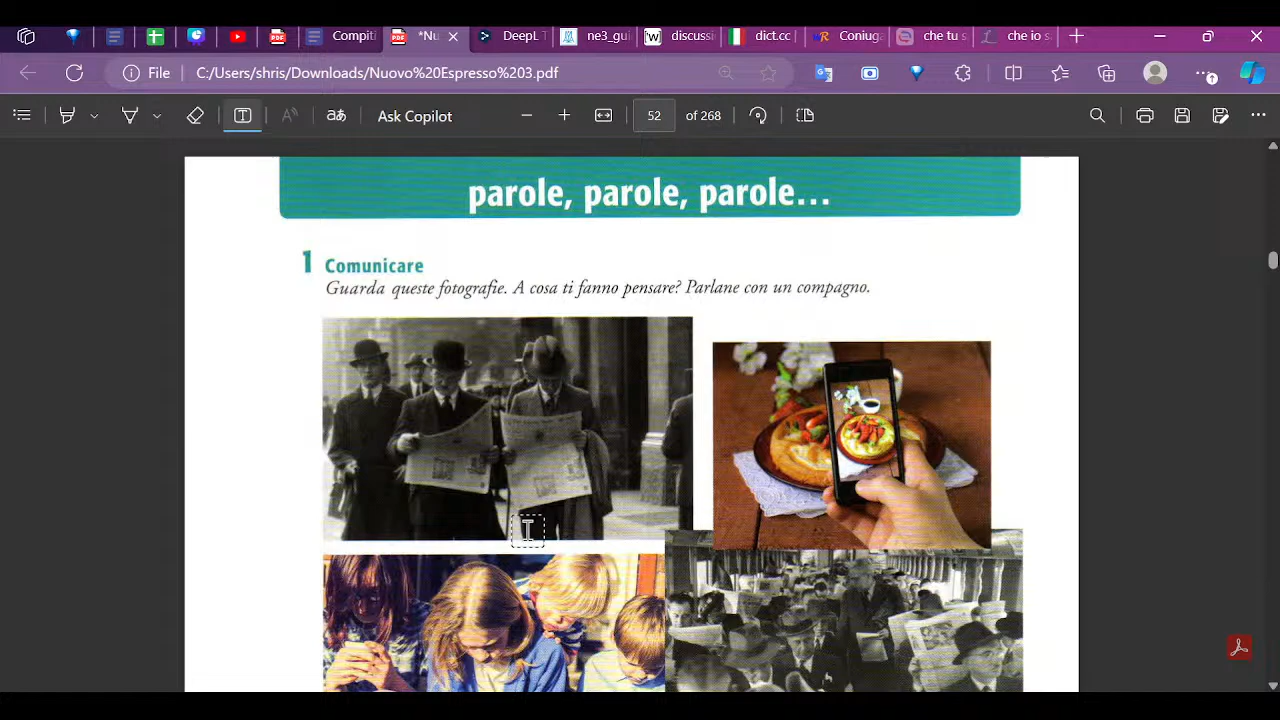 Compiti
*Nu
DeepL T
ne3_gui
discussi
dict.cc
Coniuga
che tu s
che io s
File
C:/Users/shris/Downloads/Nuovo%20Espresso%203.pdf
Ask Copilot
52 of 268
parole, parole, parole...
1 Comunicare
Guarda queste fotografie. A cosa ti fanno pensare? Parlane con un compagno.